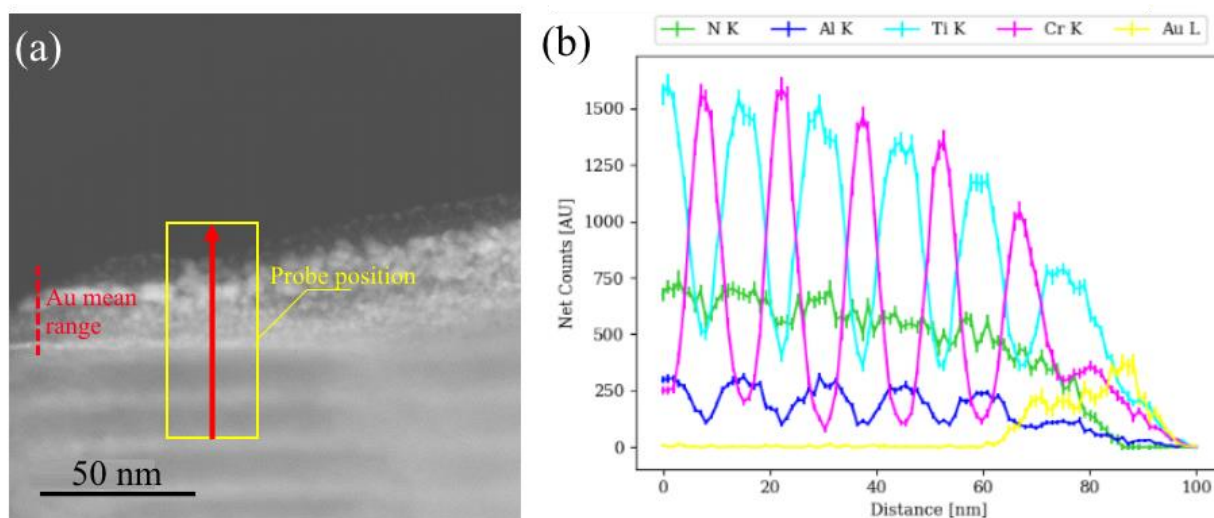 (a)
Au mean
range
Probe position
50 nm
(b)
N K Al K Ti K Cr K Au L
Net Counts [AU]
1500
1250
1000
750
500
250
0
0 20 40 60 80 100
Distance [nm]